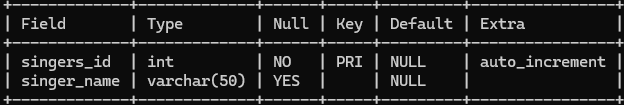 +-------------+-------------+------+-----+---------+----------------+
| Field       | Type        | Null | Key | Default | Extra          |
+-------------+-------------+------+-----+---------+----------------+
| singers_id  | int         | NO   | PRI | NULL    | auto_increment |
| singer_name | varchar(50) | YES  |     | NULL    |                |
+-------------+-------------+------+-----+---------+----------------+